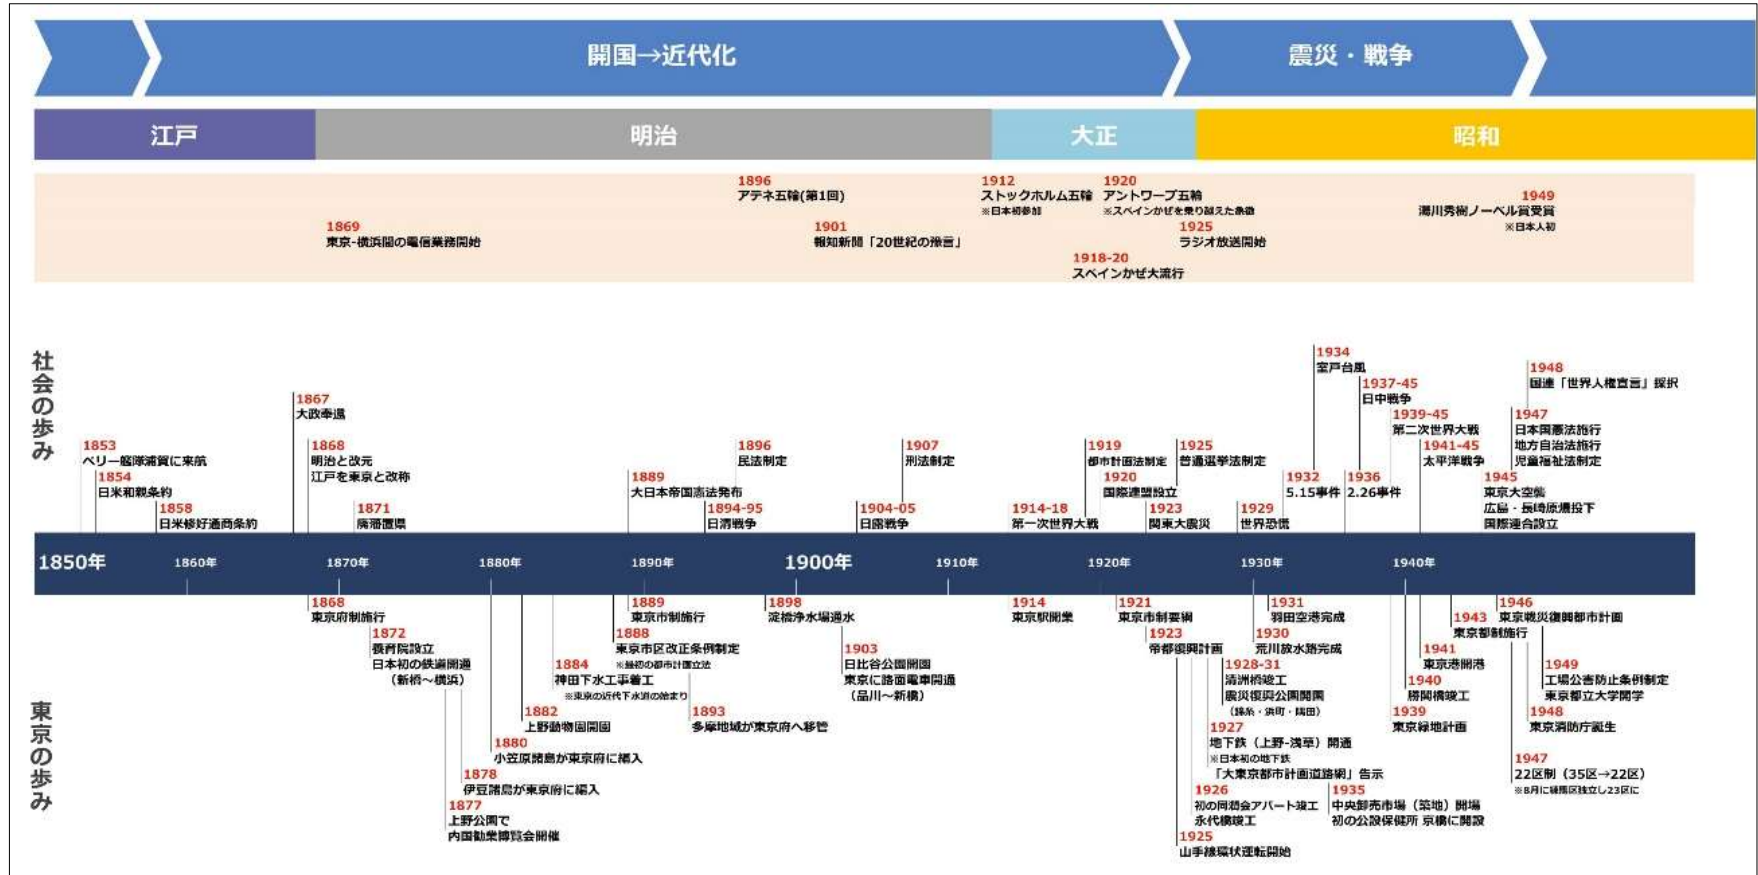 開国→近代化
震災・戦争
江戸
明治
大正
昭和
1896
アテネ五輪(第1回)
1912
ストックホルム五輪
※日本初参加
1920
アントワープ五輪
※スペインかぜを乗り越えた象徴
1949
湯川秀樹ノーベル賞受賞
※日本人初
1869
東京-横浜間の電信業務開始
1901
報知新聞「20世紀の豫言」
1925
ラジオ放送開始
1918-20
スペインかぜ大流行
社会の歩み
1934
室戸台風
1948
国連「世界人権宣言」採択
1937-45
日中戦争
1867
大政奉還
1939-45
第二次世界大戦
1947
日本国憲法施行
地方自治法施行
児童福祉法制定
1853
ペリー艦隊浦賀に来航
1868
明治と改元
江戸を東京と改称
1896
民法制定
1907
刑法制定
1919
都市計画法制定
1925
普通選挙法制定
1941-45
太平洋戦争
1854
日米和親条約
1889
大日本帝国憲法発布
1920
国際連盟設立
1932
5.15事件
1936
2.26事件
1945
東京大空襲
広島・長崎原爆投下
国際連合設立
1858
日米修好通商条約
1871
廃藩置県
1894-95
日清戦争
1904-05
日露戦争
1914-18
第一次世界大戦
1923
関東大震災
1929
世界恐慌
1850年
1860年
1870年
1880年
1890年
1900年
1910年
1920年
1930年
1940年
東京の歩み
1868
東京府制施行
1889
東京市制施行
1898
淀橋浄水場通水
1914
東京駅開業
1921
東京市制要綱
1931
羽田空港完成
1946
東京戦災復興都市計画
1943
東京都制施行
1872
養育院設立
日本初の鉄道開通
（新橋～横浜）
1888
東京市区改正条例制定
※最初の都市計画立法
1903
日比谷公園開園
東京に路面電車開通
（品川～新橋）
1923
帝都復興計画
1930
荒川放水路完成
1941
東京港開港
1884
神田下水工事着工
※東京の近代下水道の始まり
1928-31
清洲橋竣工
震災復興公園開園
（錦糸・浜町・隅田）
1940
勝鬨橋竣工
1949
工場公害防止条例制定
東京都立大学開学
1882
上野動物園開園
1893
多摩地域が東京府へ移管
1939
東京緑地計画
1948
東京消防庁誕生
1927
地下鉄（上野-浅草）開通
※日本初の地下鉄
「大東京都市計画道路網」告示
1880
小笠原諸島が東京府に編入
1947
22区制（35区→22区）
※8月に練馬区独立し23区に
1878
伊豆諸島が東京府に編入
1926
初の同潤会アパート竣工
永代橋竣工
1935
中央卸売市場（築地）開場
初の公設保健所 京橋に開設
1877
上野公園で
内国勧業博覧会開催
1925
山手線環状運転開始